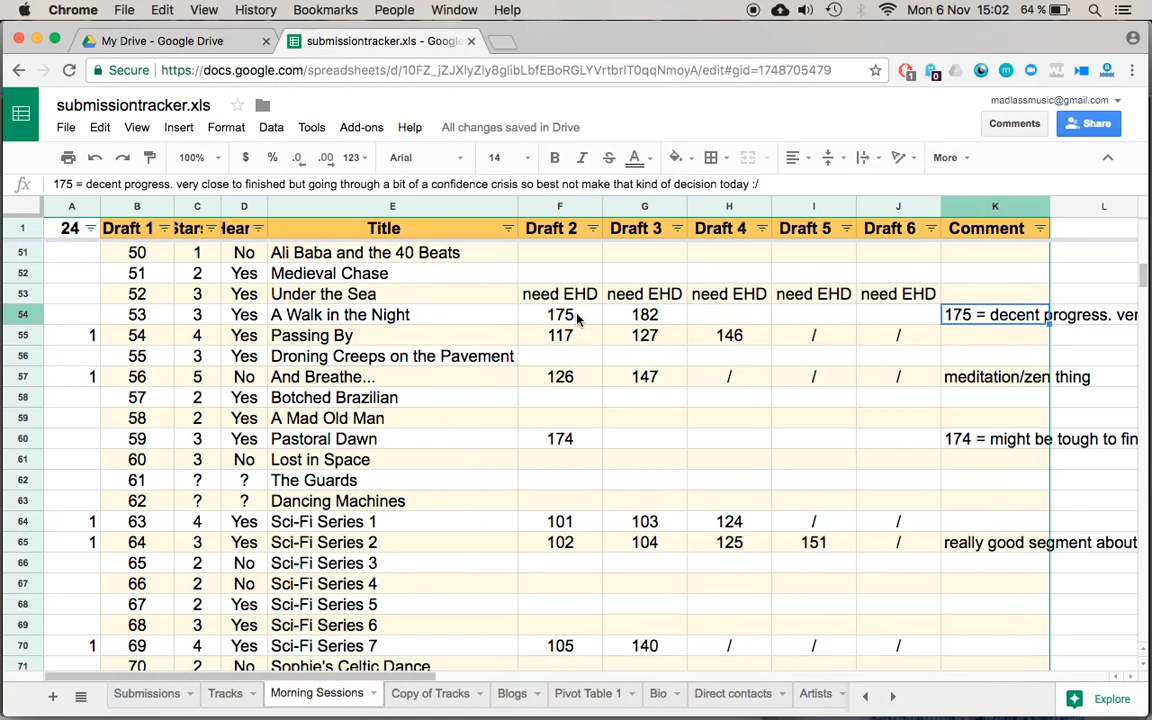 Chrome File Edit View History Bookmarks People Window Help Mon 6 Nov 15:02 64 %
My Drive - Google Drive × submissiontracker.xls - Google ×
Secure https://docs.google.com/spreadsheets/d/10FZ_jZJXlyZly8glibLbfEBoRGLYVrtbrlT0qqNmoyA/edit#gid=1748705479
submissiontracker.xls madlassmusic@gmail.com
File Edit View Insert Format Data Tools Add-ons Help All changes saved in Drive Comments Share
100% $ % .0 .00 123 Arial 14 B I S A More
fx 175 = decent progress. very close to finished but going through a bit of a confidence crisis so best not make that kind of decision today :/
A B C D E F G H I J K L
1 24 Draft 1 Stars Title Draft 2 Draft 3 Draft 4 Draft 5 Draft 6 Comment
51 50 1 No Ali Baba and the 40 Beats
52 51 2 Yes Medieval Chase
53 52 3 Yes Under the Sea need EHD need EHD need EHD need EHD need EHD
54 53 3 Yes A Walk in the Night 175 182 175 = decent progress. ver
55 1 54 4 Yes Passing By 117 127 146 / /
56 55 3 Yes Droning Creeps on the Pavement
57 1 56 5 No And Breathe... 126 147 / / / meditation/zen thing
58 57 2 Yes Botched Brazilian
59 58 2 Yes A Mad Old Man
60 59 3 Yes Pastoral Dawn 174 174 = might be tough to fin
61 60 3 No Lost in Space
62 61 ? ? The Guards
63 62 ? ? Dancing Machines
64 1 63 4 Yes Sci-Fi Series 1 101 103 124 / /
65 1 64 3 Yes Sci-Fi Series 2 102 104 125 151 / really good segment about
66 65 2 No Sci-Fi Series 3
67 66 2 No Sci-Fi Series 4
68 67 2 Yes Sci-Fi Series 5
69 68 3 Yes Sci-Fi Series 6
70 1 69 4 Yes Sci-Fi Series 7 105 140 / / /
71 70 2 No Sophie's Celtic Dance
+ Submissions Tracks Morning Sessions Copy of Tracks Blogs Pivot Table 1 Bio Direct contacts Artists Explore